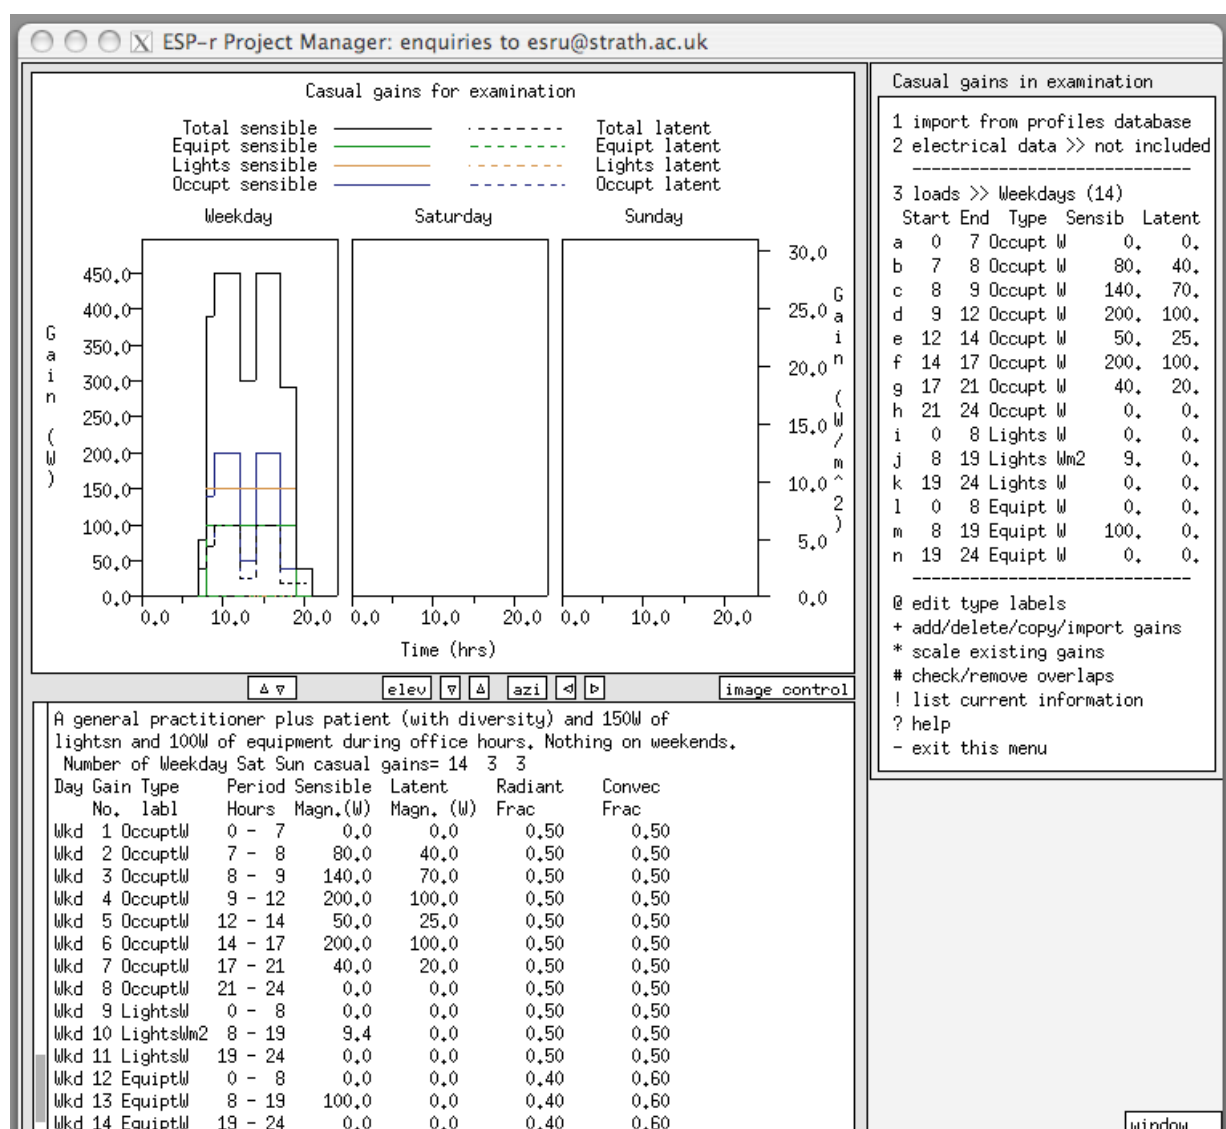 X ESP-r Project Manager: enquiries to esru@strath.ac.uk
Casual gains for examination
Total sensible Total latent
Equipt sensible Equipt latent
Lights sensible Lights latent
Occupt sensible Occupt latent
Weekday Saturday Sunday
Gain (W)
450.0
400.0
350.0
300.0
250.0
200.0
150.0
100.0
50.0
0.0
30.0
25.0
20.0
15.0
10.0
5.0
0.0
Gain (W/m^2)
0.0 10.0 20.0 0.0 10.0 20.0 0.0 10.0 20.0
Time (hrs)
elev azi image control
A general practitioner plus patient (with diversity) and 150W of
lightsn and 100W of equipment during office hours. Nothing on weekends.
Number of Weekday Sat Sun casual gains= 14 3 3
Day Gain Type Period Sensible Latent Radiant Convec
No. labl Hours Magn.(W) Magn. (W) Frac Frac
Wkd 1 OccuptW 0 - 7 0.0 0.0 0.50 0.50
Wkd 2 OccuptW 7 - 8 80.0 40.0 0.50 0.50
Wkd 3 OccuptW 8 - 9 140.0 70.0 0.50 0.50
Wkd 4 OccuptW 9 - 12 200.0 100.0 0.50 0.50
Wkd 5 OccuptW 12 - 14 50.0 25.0 0.50 0.50
Wkd 6 OccuptW 14 - 17 200.0 100.0 0.50 0.50
Wkd 7 OccuptW 17 - 21 40.0 20.0 0.50 0.50
Wkd 8 OccuptW 21 - 24 0.0 0.0 0.50 0.50
Wkd 9 LightsW 0 - 8 0.0 0.0 0.50 0.50
Wkd 10 LightsWm2 8 - 19 9.4 0.0 0.50 0.50
Wkd 11 LightsW 19 - 24 0.0 0.0 0.50 0.50
Wkd 12 EquiptW 0 - 8 0.0 0.0 0.40 0.60
Wkd 13 EquiptW 8 - 19 100.0 0.0 0.40 0.60
Wkd 14 EquiptW 19 - 24 0.0 0.0 0.40 0.60
Casual gains in examination
1 import from profiles database
2 electrical data >> not included
3 loads >> Weekdays (14)
Start End Type Sensib Latent
a 0 7 Occupt W 0. 0.
b 7 8 Occupt W 80. 40.
c 8 9 Occupt W 140. 70.
d 9 12 Occupt W 200. 100.
e 12 14 Occupt W 50. 25.
f 14 17 Occupt W 200. 100.
g 17 21 Occupt W 40. 20.
h 21 24 Occupt W 0. 0.
i 0 8 Lights W 0. 0.
j 8 19 Lights Wm2 9. 0.
k 19 24 Lights W 0. 0.
l 0 8 Equipt W 0. 0.
m 8 19 Equipt W 100. 0.
n 19 24 Equipt W 0. 0.
@ edit type labels
+ add/delete/copy/import gains
* scale existing gains
# check/remove overlaps
! list current information
? help
- exit this menu
window